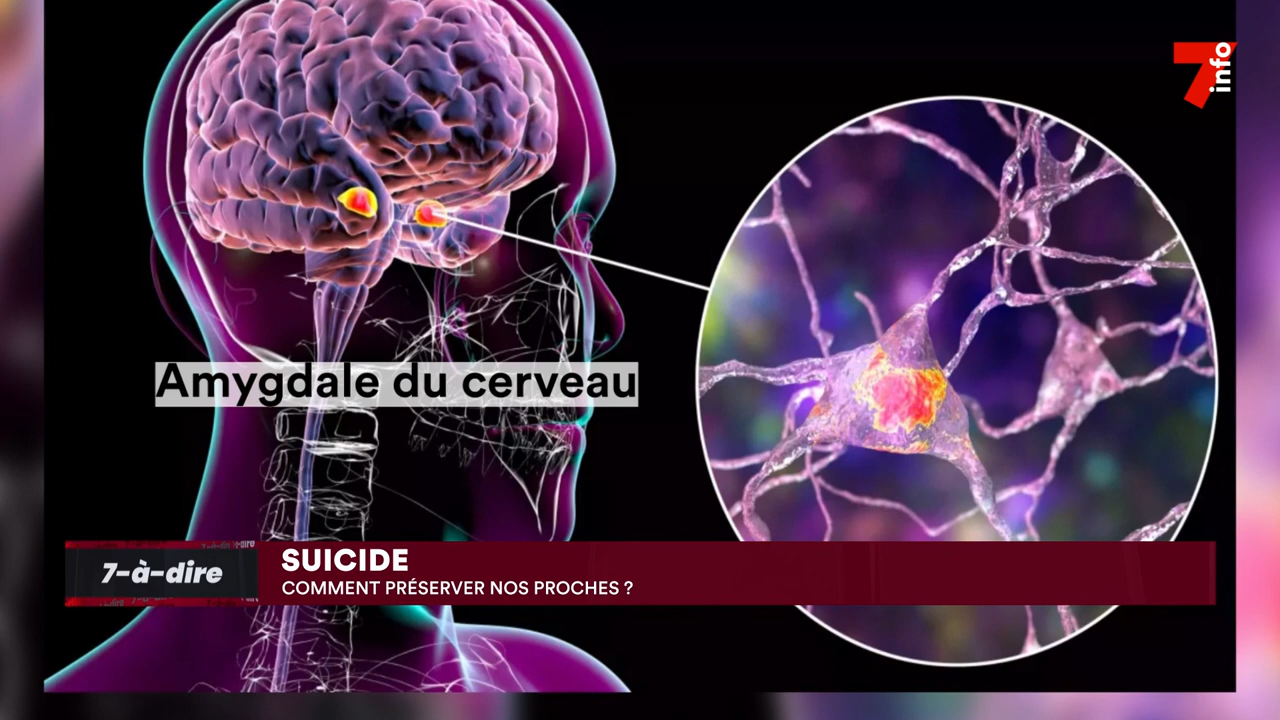 7 info
Amygdale du cerveau
7-à-dire
SUICIDE
COMMENT PRÉSERVER NOS PROCHES ?